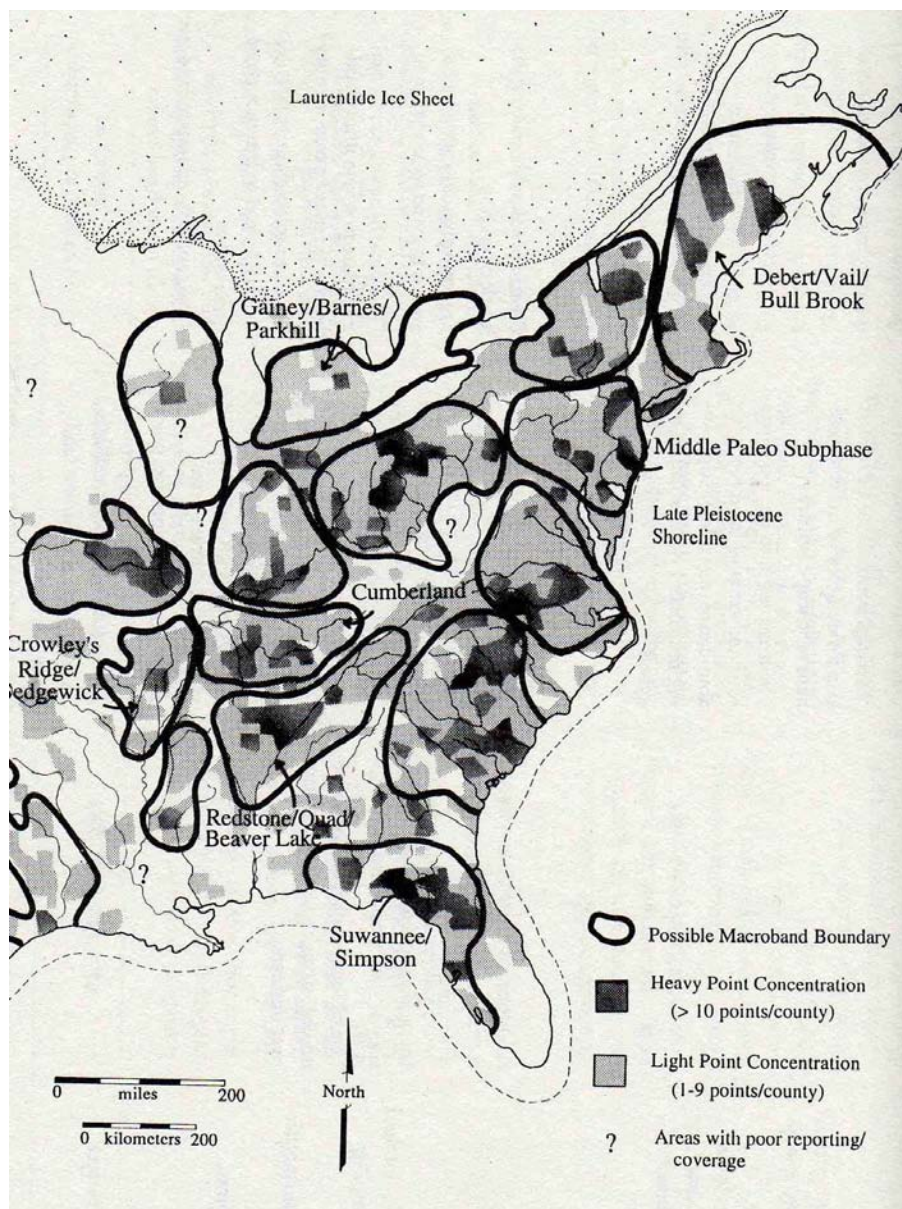 Laurentide Ice Sheet
Gainey/Barnes/
Parkhill
Debert/Vail/
Bull Brook
?
?
Middle Paleo Subphase
?
?
Late Pleistocene
Shoreline
Cumberland
Crowley's
Ridge/
Sedgewick
Redstone/Quad/
Beaver Lake
?
Suwannee/
Simpson
Possible Macroband Boundary
Heavy Point Concentration
(> 10 points/county)
Light Point Concentration
(1-9 points/county)
? Areas with poor reporting/
coverage
0 miles 200
0 kilometers 200
North